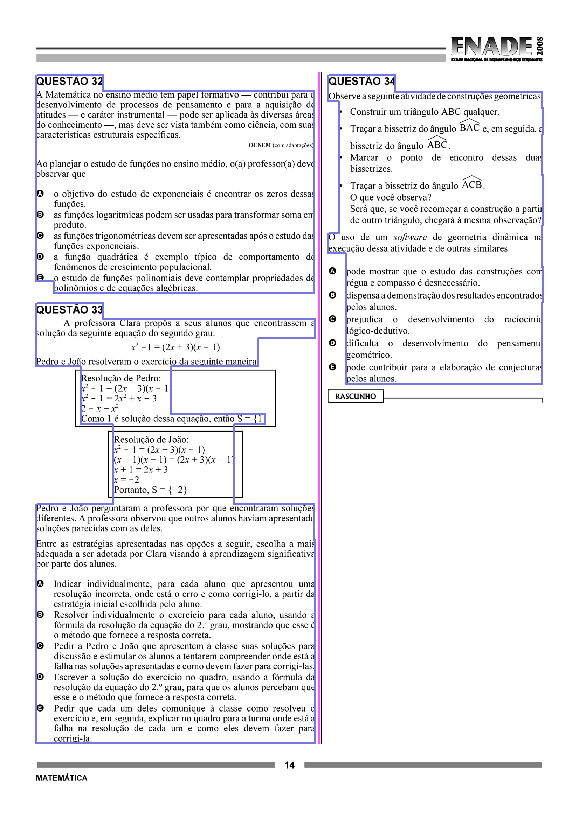 ENADE 2008
EXAME NACIONAL DE DESEMPENHO DOS ESTUDANTES
QUESTÃO 32
A Matemática no ensino médio tem papel formativo — contribui para o
desenvolvimento de processos de pensamento e para a aquisição de
atitudes — e caráter instrumental — pode ser aplicada às diversas áreas
do conhecimento —, mas deve ser vista também como ciência, com suas
características estruturais específicas.
OCNEM (com adaptações).
Ao planejar o estudo de funções no ensino médio, o(a) professor(a) deve
observar que
A o objetivo do estudo de exponenciais é encontrar os zeros dessas
funções.
B as funções logarítmicas podem ser usadas para transformar soma em
produto.
C as funções trigonométricas devem ser apresentadas após o estudo das
funções exponenciais.
D a função quadrática é exemplo típico de comportamento de
fenômenos de crescimento populacional.
E o estudo de funções polinomiais deve contemplar propriedades de
polinômios e de equações algébricas.
QUESTÃO 33
A professora Clara propôs a seus alunos que encontrassem a
solução da seguinte equação do segundo grau:
x² − 1 = (2x + 3)(x − 1)
Pedro e João resolveram o exercício da seguinte maneira
Resolução de Pedro:
x² − 1 = (2x + 3)(x − 1
x² − 1 = 2x² + x − 3
2 − x = x²
Como 1 é solução dessa equação, então S = {1
Resolução de João:
x² − 1 = (2x + 3)(x − 1)
(x − 1)(x + 1) = (2x + 3)(x − 1
x + 1 = 2x + 3
x = −2
Portanto, S = {−2}
Pedro e João perguntaram à professora por que encontraram soluções
diferentes. A professora observou que outros alunos haviam apresentado
soluções parecidas com as deles.
Entre as estratégias apresentadas nas opções a seguir, escolha a mais
adequada a ser adotada por Clara visando à aprendizagem significativa
por parte dos alunos.
A Indicar individualmente, para cada aluno que apresentou uma
resolução incorreta, onde está o erro e como corrigi-lo, a partir da
estratégia inicial escolhida pelo aluno.
B Resolver individualmente o exercício para cada aluno, usando a
fórmula da resolução da equação do 2.º grau, mostrando que esse é
o método que fornece a resposta correta.
C Pedir a Pedro e João que apresentem à classe suas soluções para
discussão e estimular os alunos a tentarem compreender onde está a
falha nas soluções apresentadas e como devem fazer para corrigi-las.
D Escrever a solução do exercício no quadro, usando a fórmula da
resolução da equação do 2.º grau, para que os alunos percebam que
esse é o método que fornece a resposta correta.
E Pedir que cada um deles comunique à classe como resolveu o
exercício e, em seguida, explicar no quadro para a turma onde está a
falha na resolução de cada um e como eles devem fazer para
corrigi-la.
QUESTÃO 34
Observe a seguinte atividade de construções geométricas
• Construir um triângulo ABC qualquer.
• Traçar a bissetriz do ângulo BAC e, em seguida, a
bissetriz do ângulo ABC.
• Marcar o ponto de encontro dessas duas
bissetrizes.
• Traçar a bissetriz do ângulo ACB.
O que você observa?
Será que, se você recomeçar a construção a partir
de outro triângulo, chegará à mesma observação?
O uso de um software de geometria dinâmica na
execução dessa atividade e de outras similares
A pode mostrar que o estudo das construções com
régua e compasso é desnecessário.
B dispensa a demonstração dos resultados encontrados
pelos alunos.
C prejudica o desenvolvimento do raciocínio
lógico-dedutivo.
D dificulta o desenvolvimento do pensamento
geométrico.
E pode contribuir para a elaboração de conjecturas
pelos alunos.
RASCUNHO
14
MATEMÁTICA